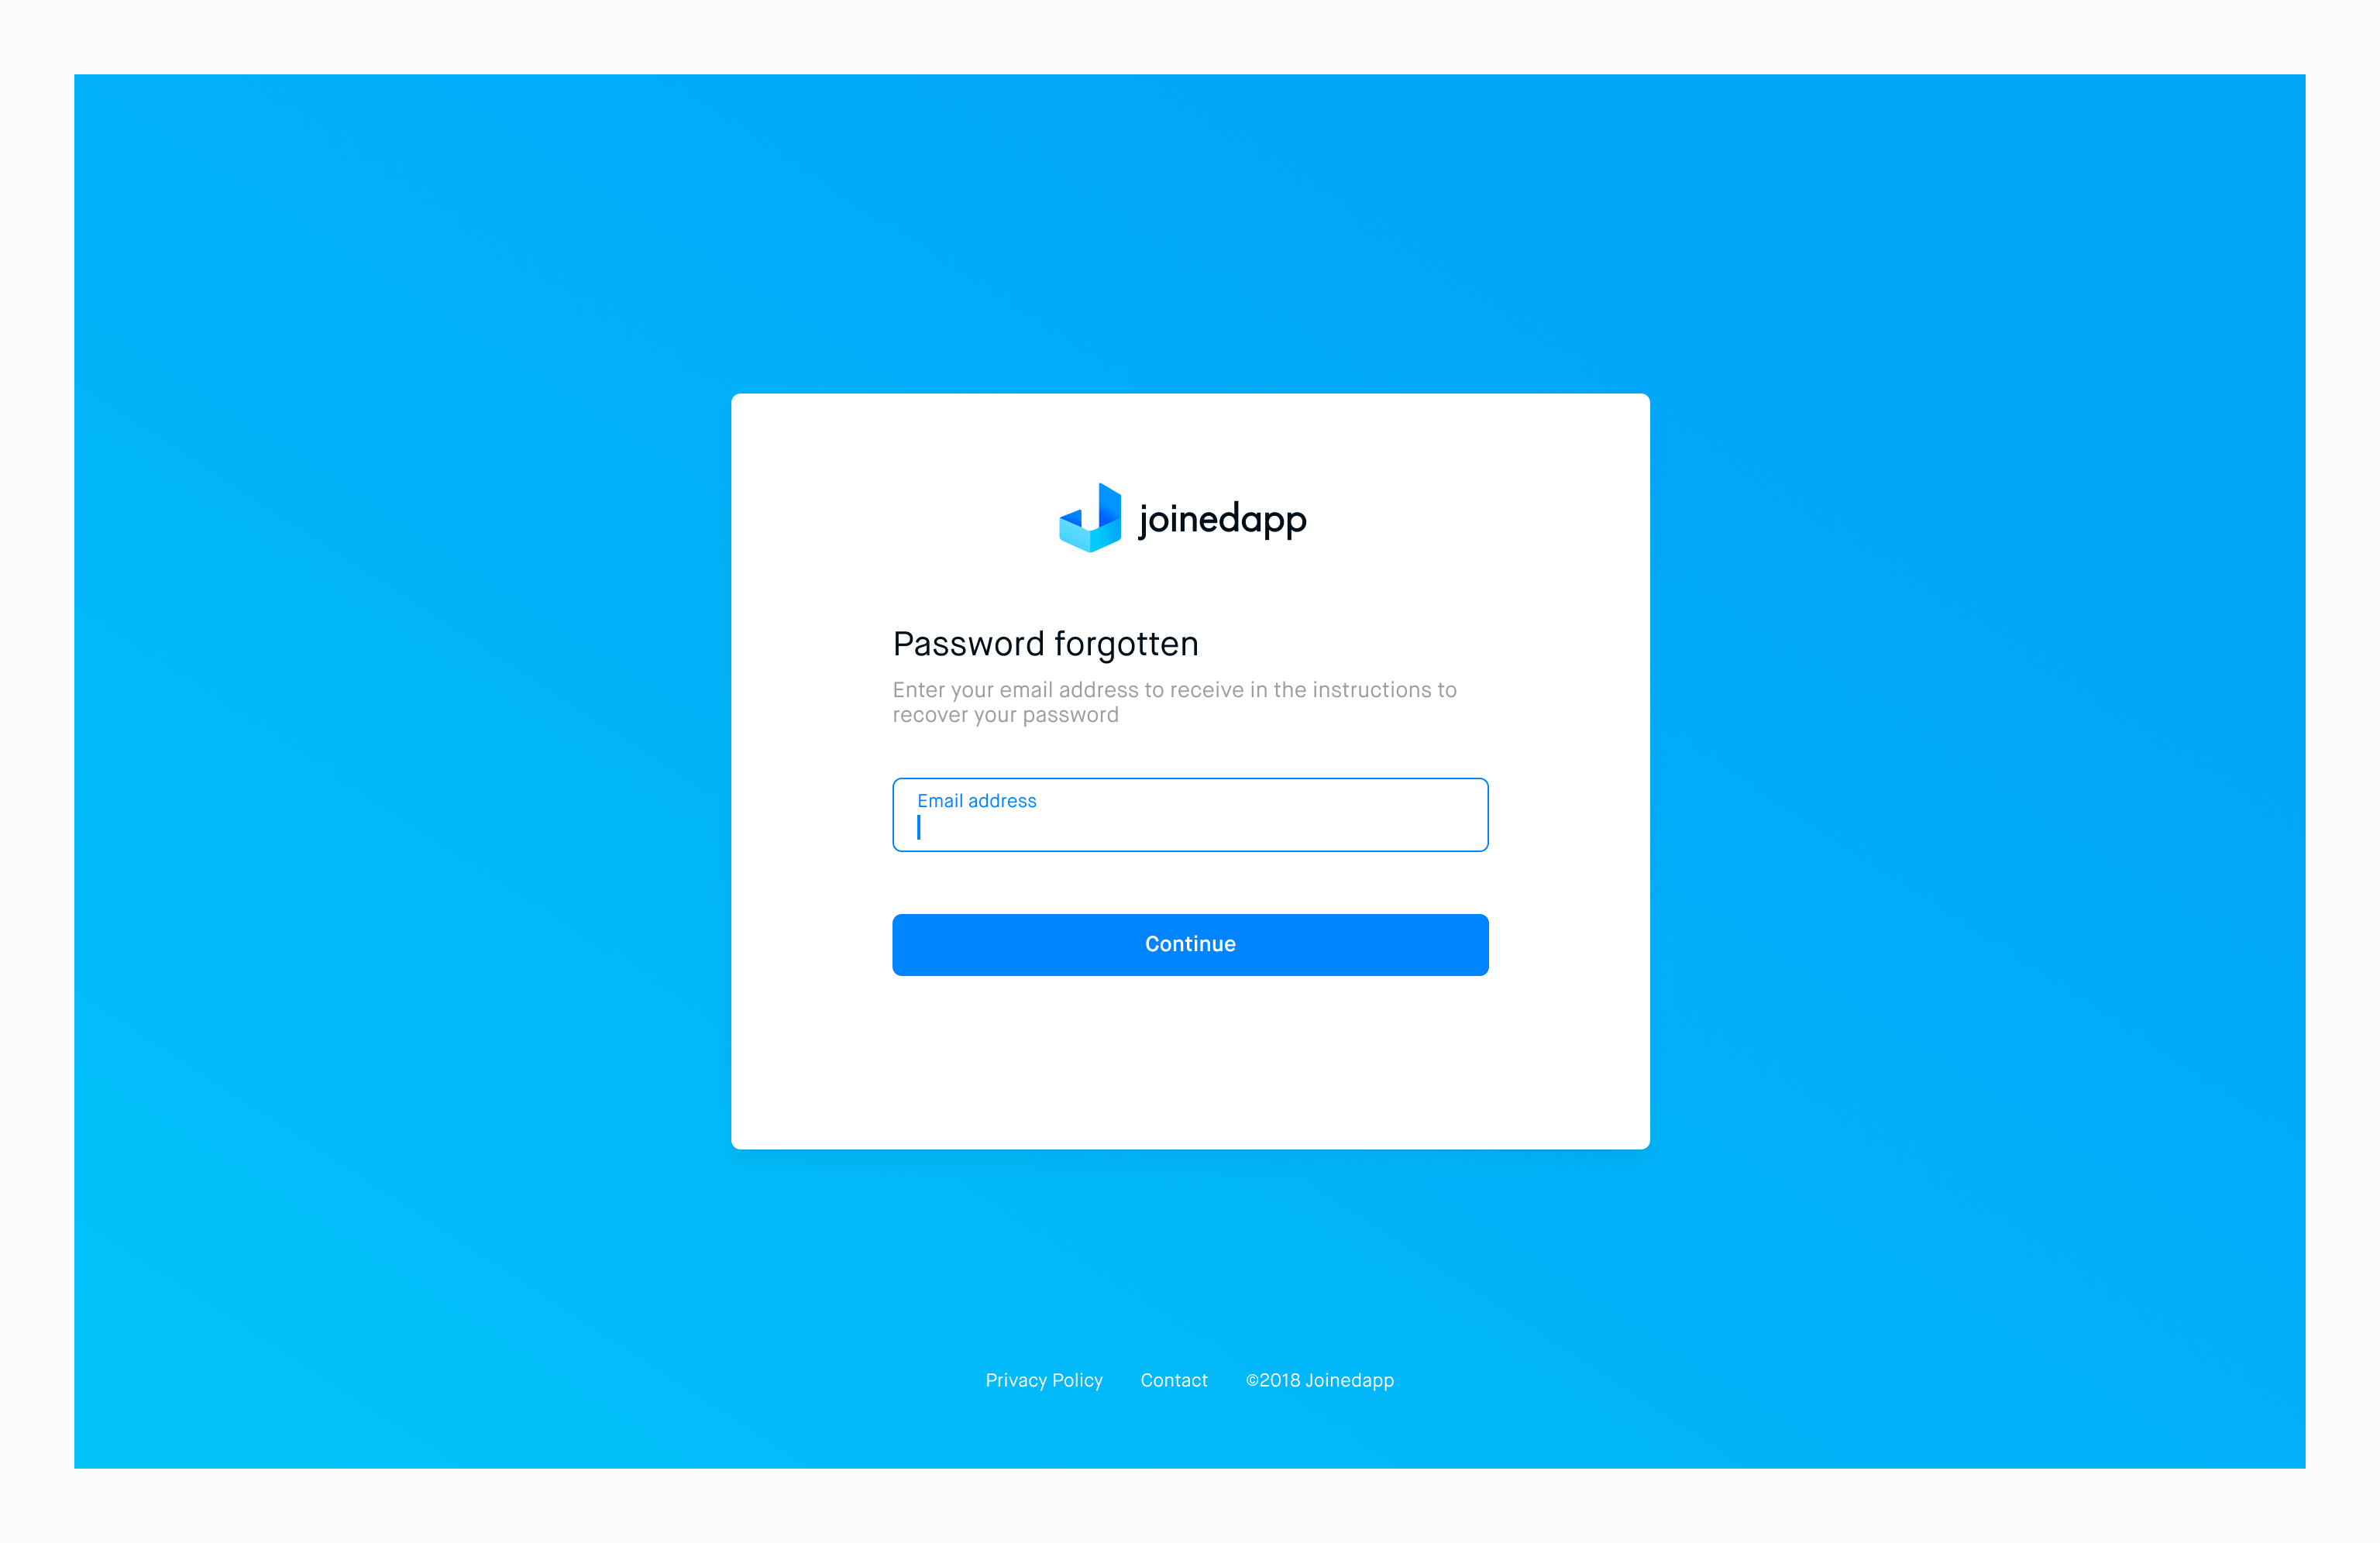 joinedapp
Password forgotten
Enter your email address to receive in the instructions to
recover your password
Email address
Continue
Privacy Policy Contact ©2018 Joinedapp